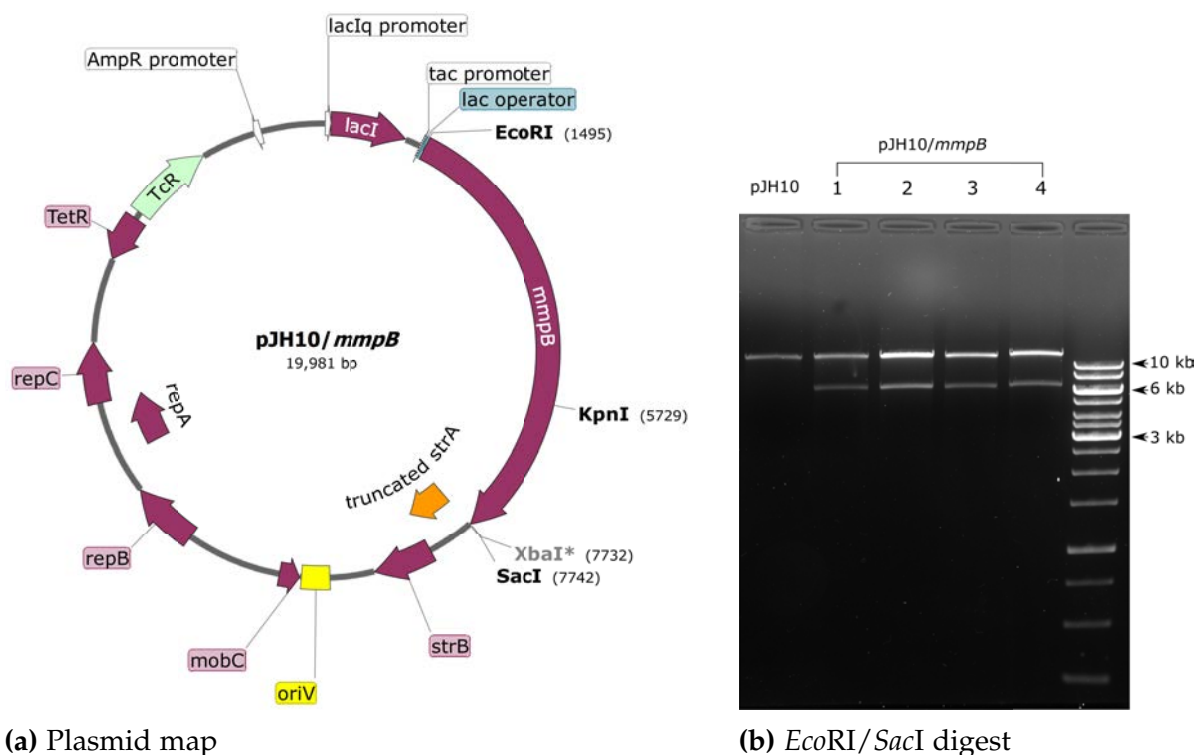 lacIq promoter
AmpR promoter
tac promoter
lac operator
lacI
EcoRI (1495)
TcR
TetR
mmpB
pJH10/mmpB
19,981 bp
repC
repA
KpnI (5729)
truncated strA
XbaI* (7732)
SacI (7742)
repB
strB
mobC
oriV
(a) Plasmid map
pJH10/mmpB
pJH10 1 2 3 4
10 kb
6 kb
3 kb
(b) EcoRI/SacI digest